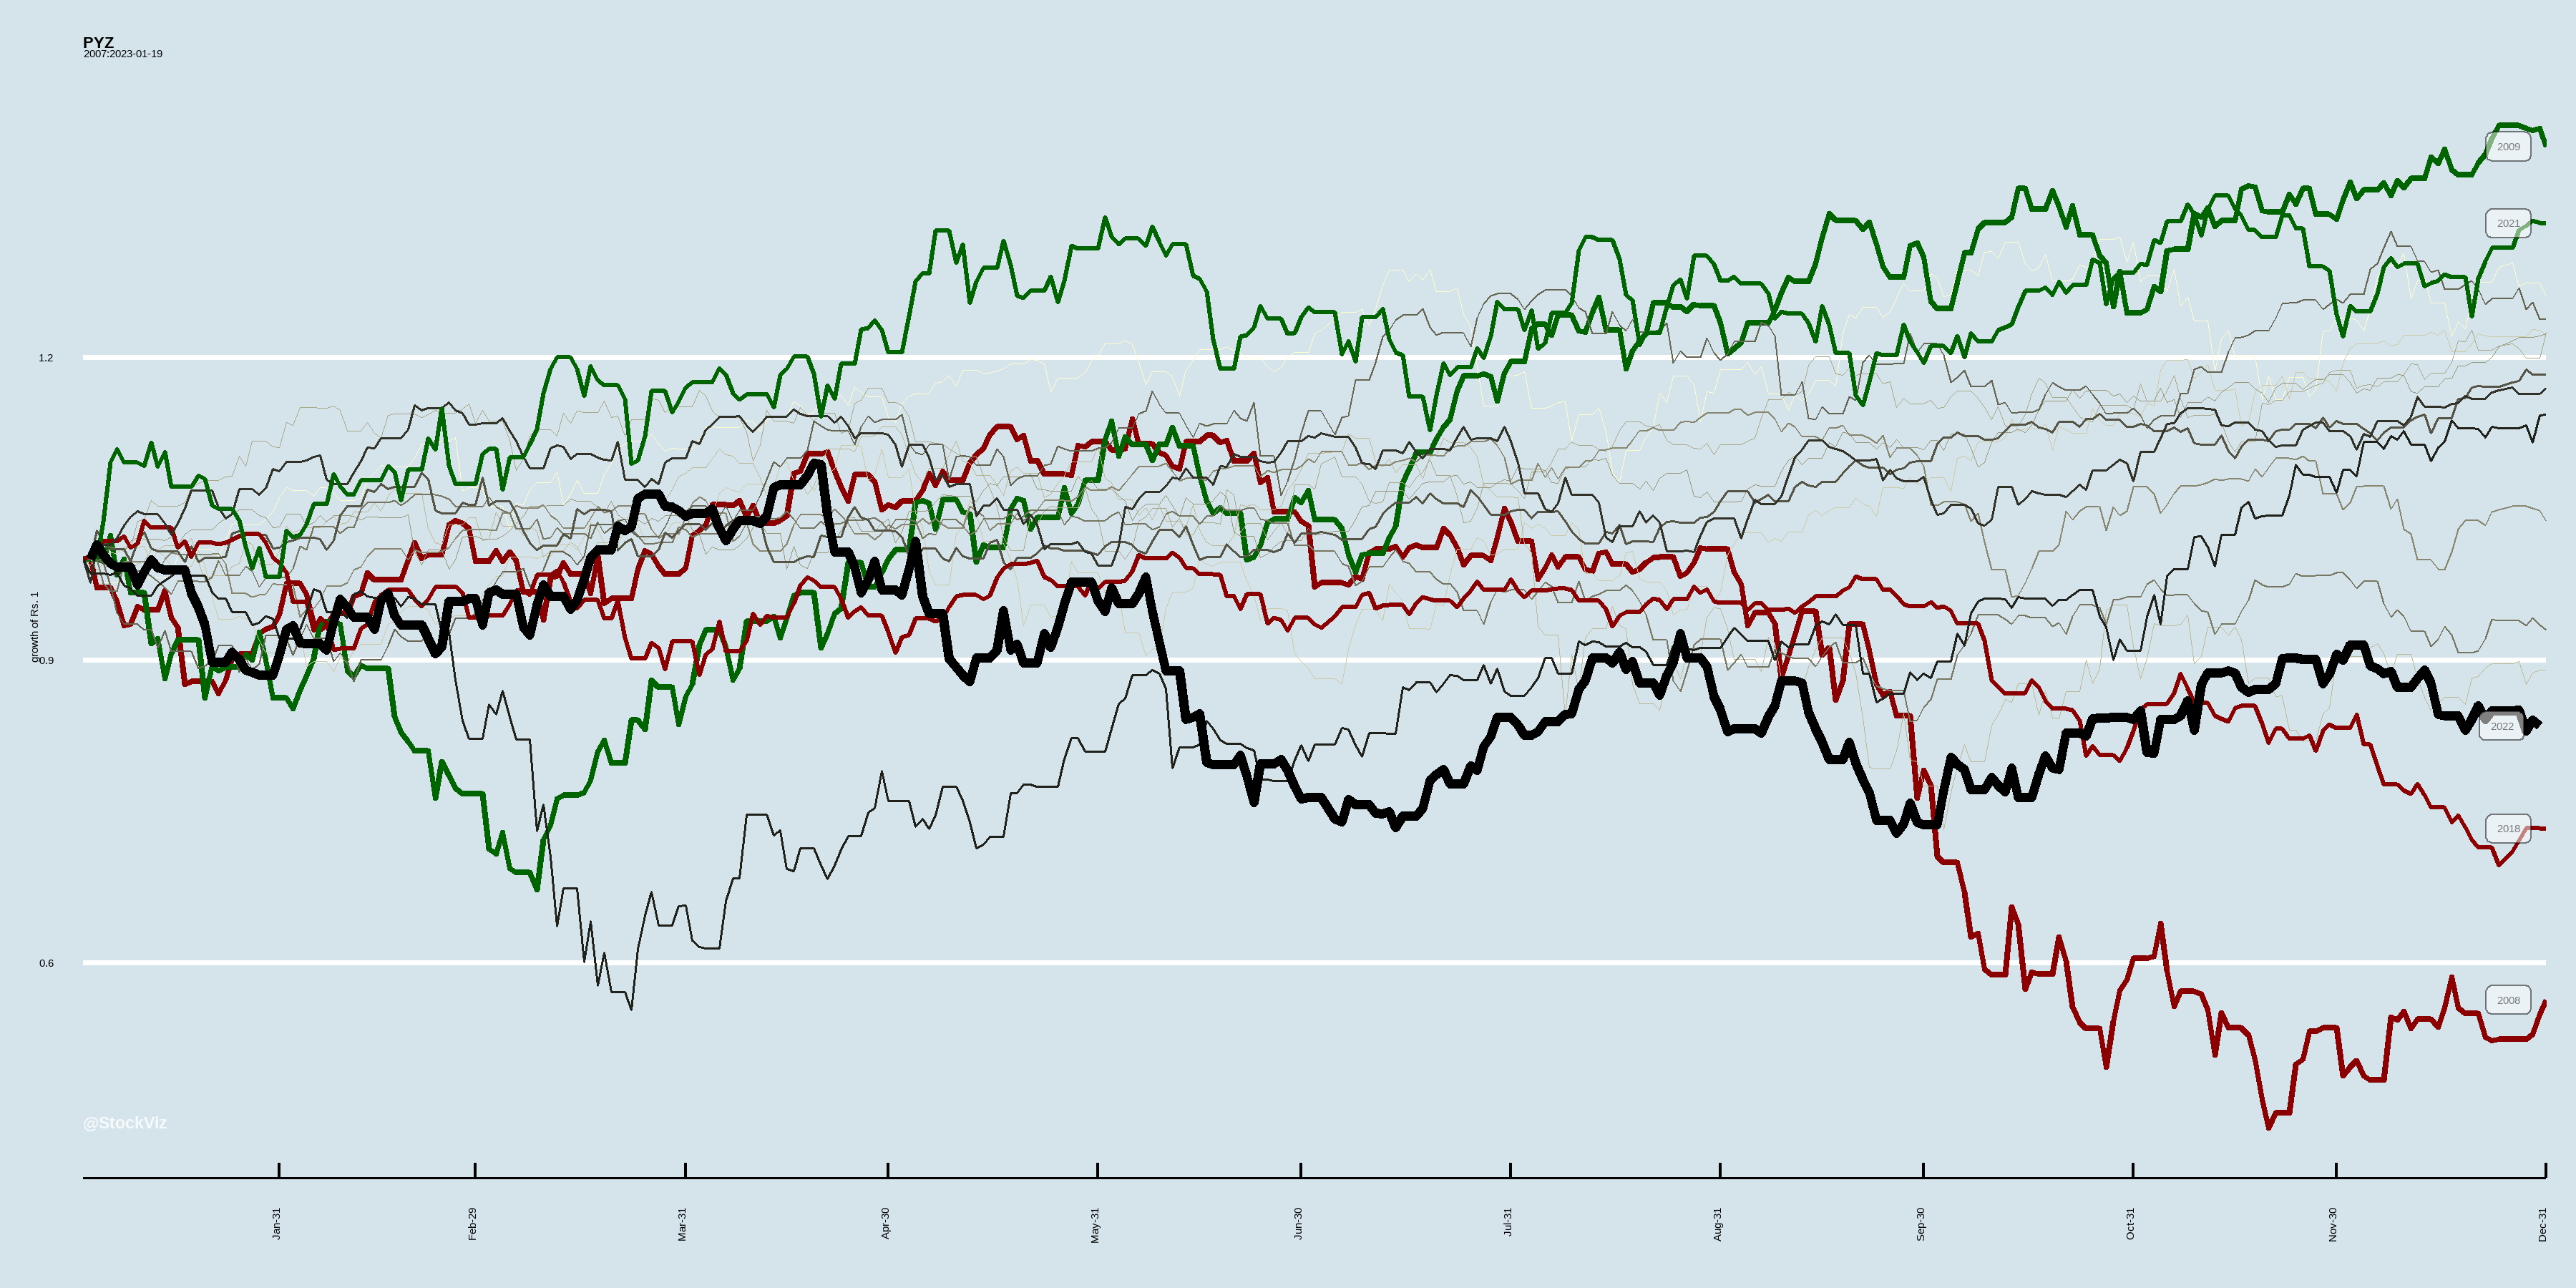 PYZ
2007:2023-01-19
2009
2021
1.2
growth of Rs. 1
0.9
2022
2018
0.6
2008
@StockViz
Jan-31
Feb-29
Mar-31
Apr-30
May-31
Jun-30
Jul-31
Aug-31
Sep-30
Oct-31
Nov-30
Dec-31